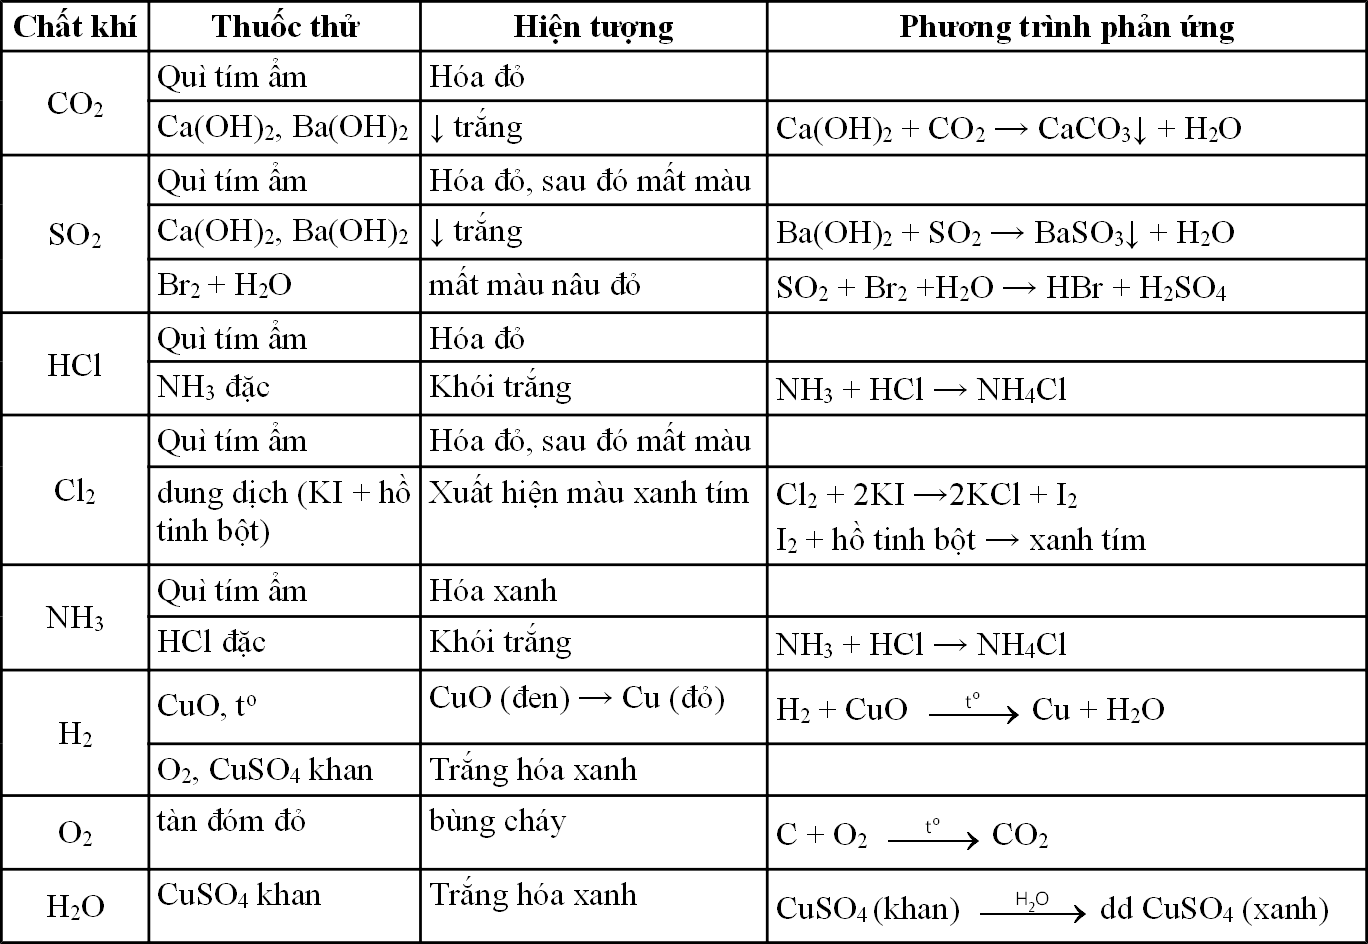 Chất khí Thuốc thử Hiện tượng Phương trình phản ứng
CO₂
Quì tím ẩm Hóa đỏ
Ca(OH)₂, Ba(OH)₂ ↓ trắng Ca(OH)₂ + CO₂ → CaCO₃↓ + H₂O
SO₂
Quì tím ẩm Hóa đỏ, sau đó mất màu
Ca(OH)₂, Ba(OH)₂ ↓ trắng Ba(OH)₂ + SO₂ → BaSO₃↓ + H₂O
Br₂ + H₂O mất màu nâu đỏ SO₂ + Br₂ +H₂O → HBr + H₂SO₄
HCl
Quì tím ẩm Hóa đỏ
NH₃ đặc Khói trắng NH₃ + HCl → NH₄Cl
Cl₂
Quì tím ẩm Hóa đỏ, sau đó mất màu
dung dịch (KI + hồ Xuất hiện màu xanh tím Cl₂ + 2KI →2KCl + I₂
tinh bột) I₂ + hồ tinh bột → xanh tím
NH₃
Quì tím ẩm Hóa xanh
HCl đặc Khói trắng NH₃ + HCl → NH₄Cl
H₂
CuO, tº CuO (đen) → Cu (đỏ) H₂ + CuO tº → Cu + H₂O
O₂, CuSO₄ khan Trắng hóa xanh
O₂ tàn đóm đỏ bùng cháy C + O₂ tº → CO₂
H₂O CuSO₄ khan Trắng hóa xanh CuSO₄ (khan) H₂O → dd CuSO₄ (xanh)